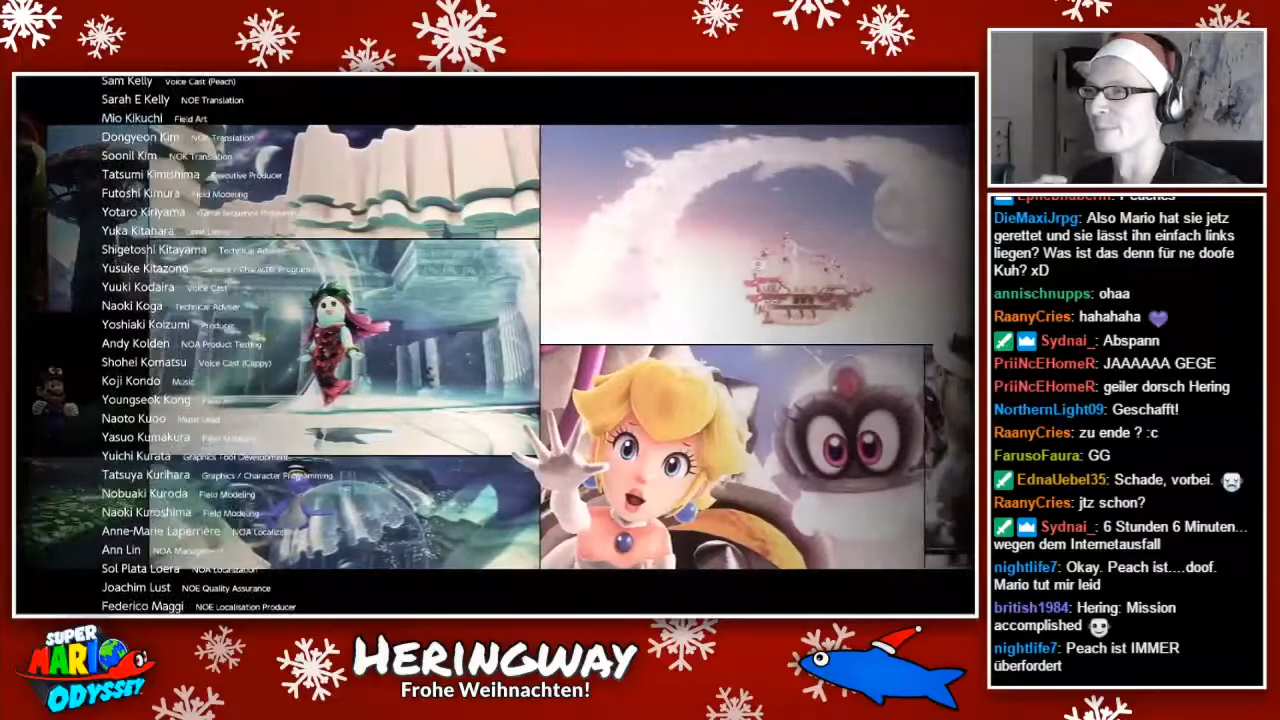 Sam Kelly Voice Cast (Peach)
Sarah E Kelly NOE Translation
Mio Kikuchi Field Art
Dongyeon Kim NOK Translation
Soonil Kim NOK Translation
Tatsumi Kimishima Executive Producer
Futoshi Kimura Field Modeling
Yotaro Kiriyama
Yuka Kitahara
Shigetoshi Kitayama Technical
Yusuke Kitazono
Yuuki Kodaira Voice Cast
Naoki Koga Technical Adviser
Yoshiaki Koizumi Producer
Andy Kolden NOA Product Testing
Shohei Komatsu Voice Cast (Cappy)
Koji Kondo Music
Youngseok Kong
Naoto Kubo
Yasuo Kumakura
Yuichi Kurata Graphics Tool Development
Tatsuya Kurihara Graphics / Character Programming
Nobuaki Kuroda Field Modeling
Naoki Kuroshima Field Modeling
Anne-Marie Laperrière NOA
Ann Lin NOA
Sol Plata Loera NOA Localization
Joachim Lust NOE Quality Assurance
Federico Maggi NOE Localisation Producer
DieMaxiJrpg: Also Mario hat sie jetz
gerettet und sie lässt ihn einfach links
liegen? Was ist das denn für ne doofe
Kuh? xD
annischnupps: ohaa
RaanyCries: hahahaha
Sydnai_: Abspann
PriiNcEHomeR: JAAAAAA GEGE
PriiNcEHomeR: geiler dorsch Hering
NorthernLight09: Geschafft!
RaanyCries: zu ende ? :c
FarusoFaura: GG
EdnaUebel35: Schade, vorbei.
RaanyCries: jtz schon?
Sydnai_: 6 Stunden 6 Minuten...
wegen dem Internetausfall
nightlife7: Okay. Peach ist....doof.
Mario tut mir leid
british1984: Hering: Mission
accomplished
nightlife7: Peach ist IMMER
überfordert
SUPER
MARIO
ODYSSEY
HERINGWAY
Frohe Weihnachten!